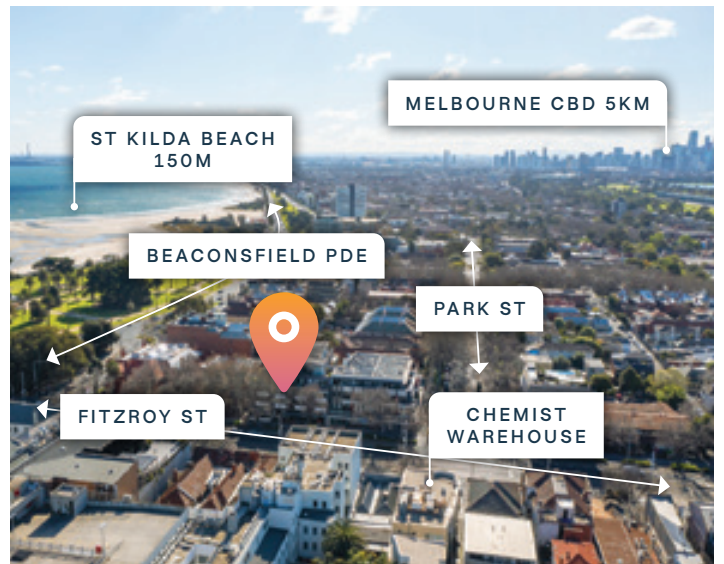 MELBOURNE CBD 5KM
ST KILDA BEACH
150M
BEACONSFIELD PDE
PARK ST
FITZROY ST
CHEMIST
WAREHOUSE